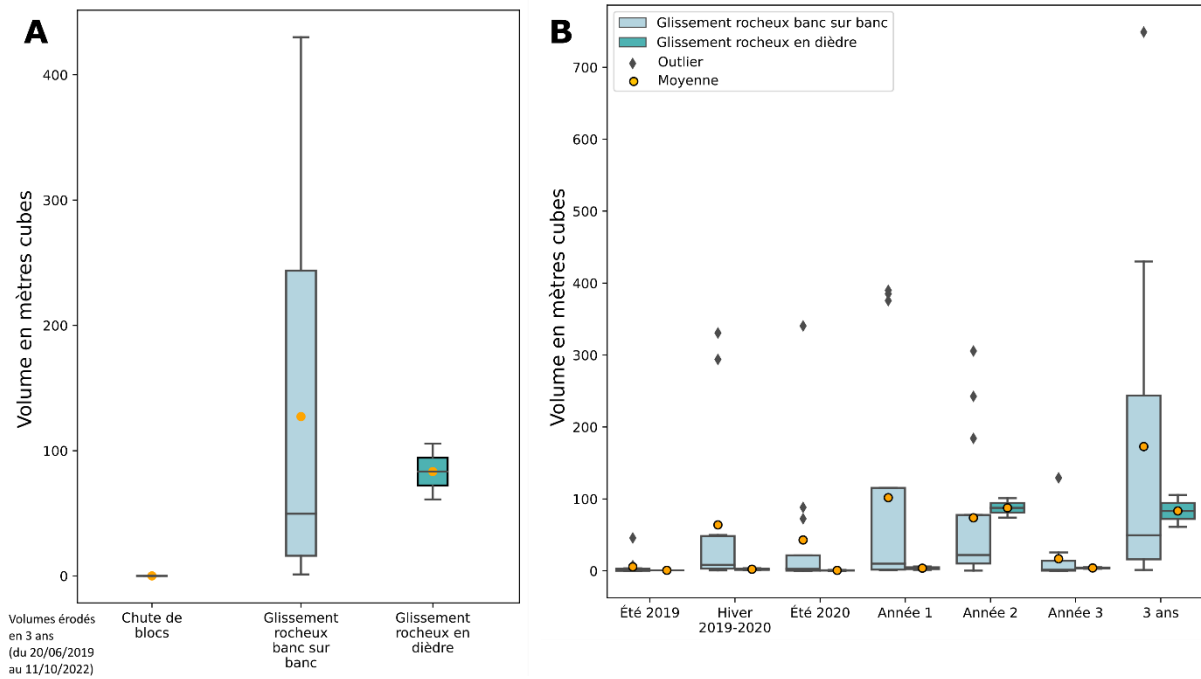 A
Volume en mètres cubes
400
300
200
100
0
Volumes érodés
en 3 ans
(du 20/06/2019
au 11/10/2022)
Chute de
blocs
Glissement
rocheux
banc sur
banc
Glissement
rocheux en
dièdre
B
Glissement rocheux banc sur banc
Glissement rocheux en dièdre
Outlier
Moyenne
Volume en mètres cubes
700
600
500
400
300
200
100
0
Été 2019
Hiver
2019-2020
Été 2020
Année 1
Année 2
Année 3
3 ans